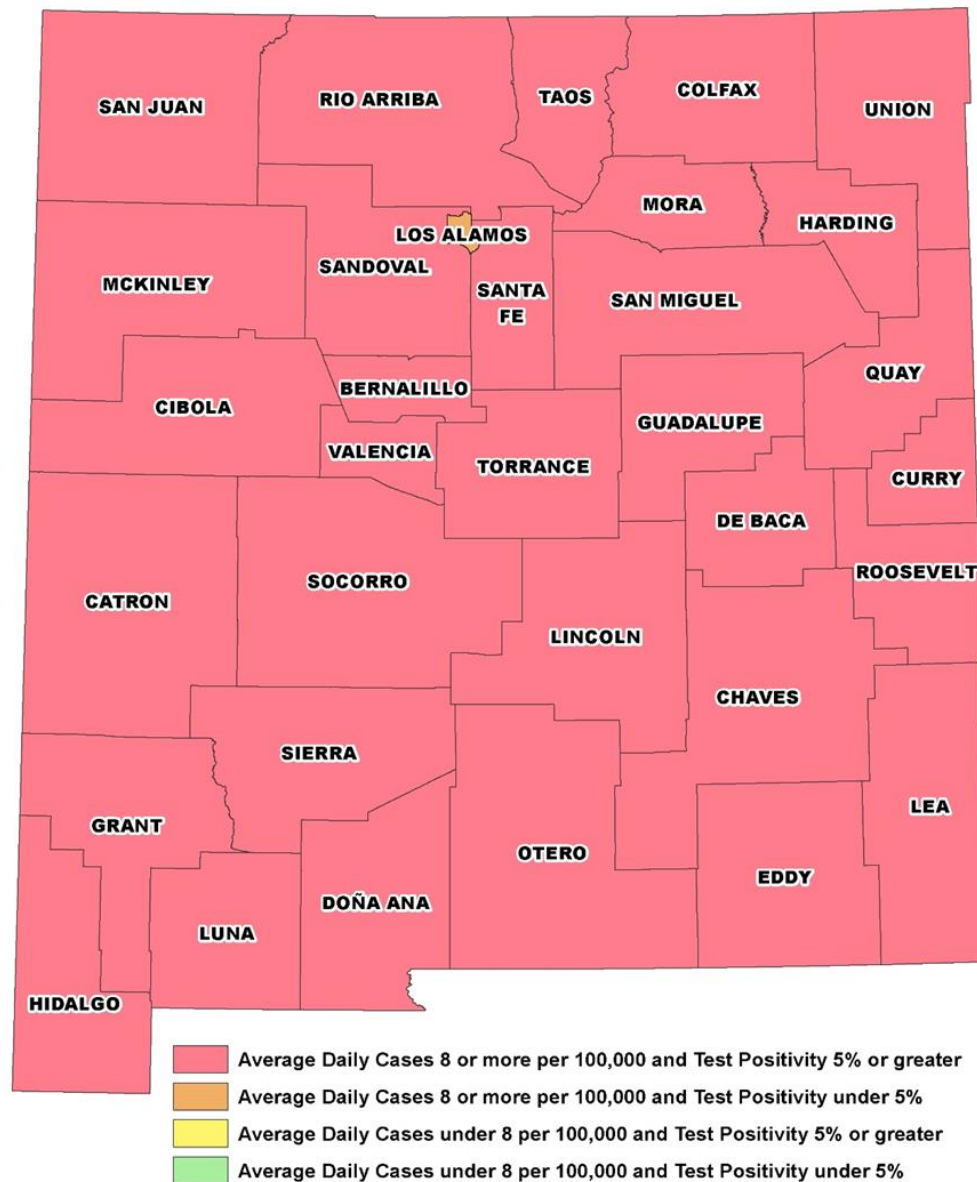 SAN JUAN
RIO ARRIBA
TAOS
COLFAX
UNION
MORA
HARDING
LOS ALAMOS
SANDOVAL
MCKINLEY
SANTA
FE
SAN MIGUEL
QUAY
BERNALILLO
CIBOLA
GUADALUPE
VALENCIA
TORRANCE
CURRY
DE BACA
ROOSEVELT
SOCORRO
CATRON
LINCOLN
CHAVES
SIERRA
LEA
GRANT
OTERO
EDDY
DOÑA ANA
LUNA
HIDALGO
Average Daily Cases 8 or more per 100,000 and Test Positivity 5% or greater
Average Daily Cases 8 or more per 100,000 and Test Positivity under 5%
Average Daily Cases under 8 per 100,000 and Test Positivity 5% or greater
Average Daily Cases under 8 per 100,000 and Test Positivity under 5%